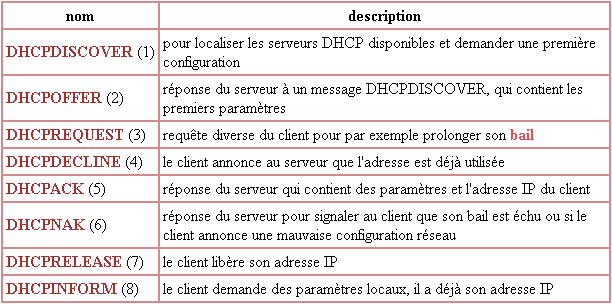 nom description
DHCPDISCOVER (1) pour localiser les serveurs DHCP disponibles et demander une première
configuration
DHCPOFFER (2) réponse du serveur à un message DHCPDISCOVER, qui contient les
premiers paramètres
DHCPREQUEST (3) requête diverse du client pour par exemple prolonger son bail
DHCPDECLINE (4) le client annonce au serveur que l'adresse est déjà utilisée
DHCPACK (5) réponse du serveur qui contient des paramètres et l'adresse IP du client
DHCPNAK (6) réponse du serveur pour signaler au client que son bail est échu ou si le
client annonce une mauvaise configuration réseau
DHCPRELEASE (7) le client libère son adresse IP
DHCPINFORM (8) le client demande des paramètres locaux, il a déjà son adresse IP